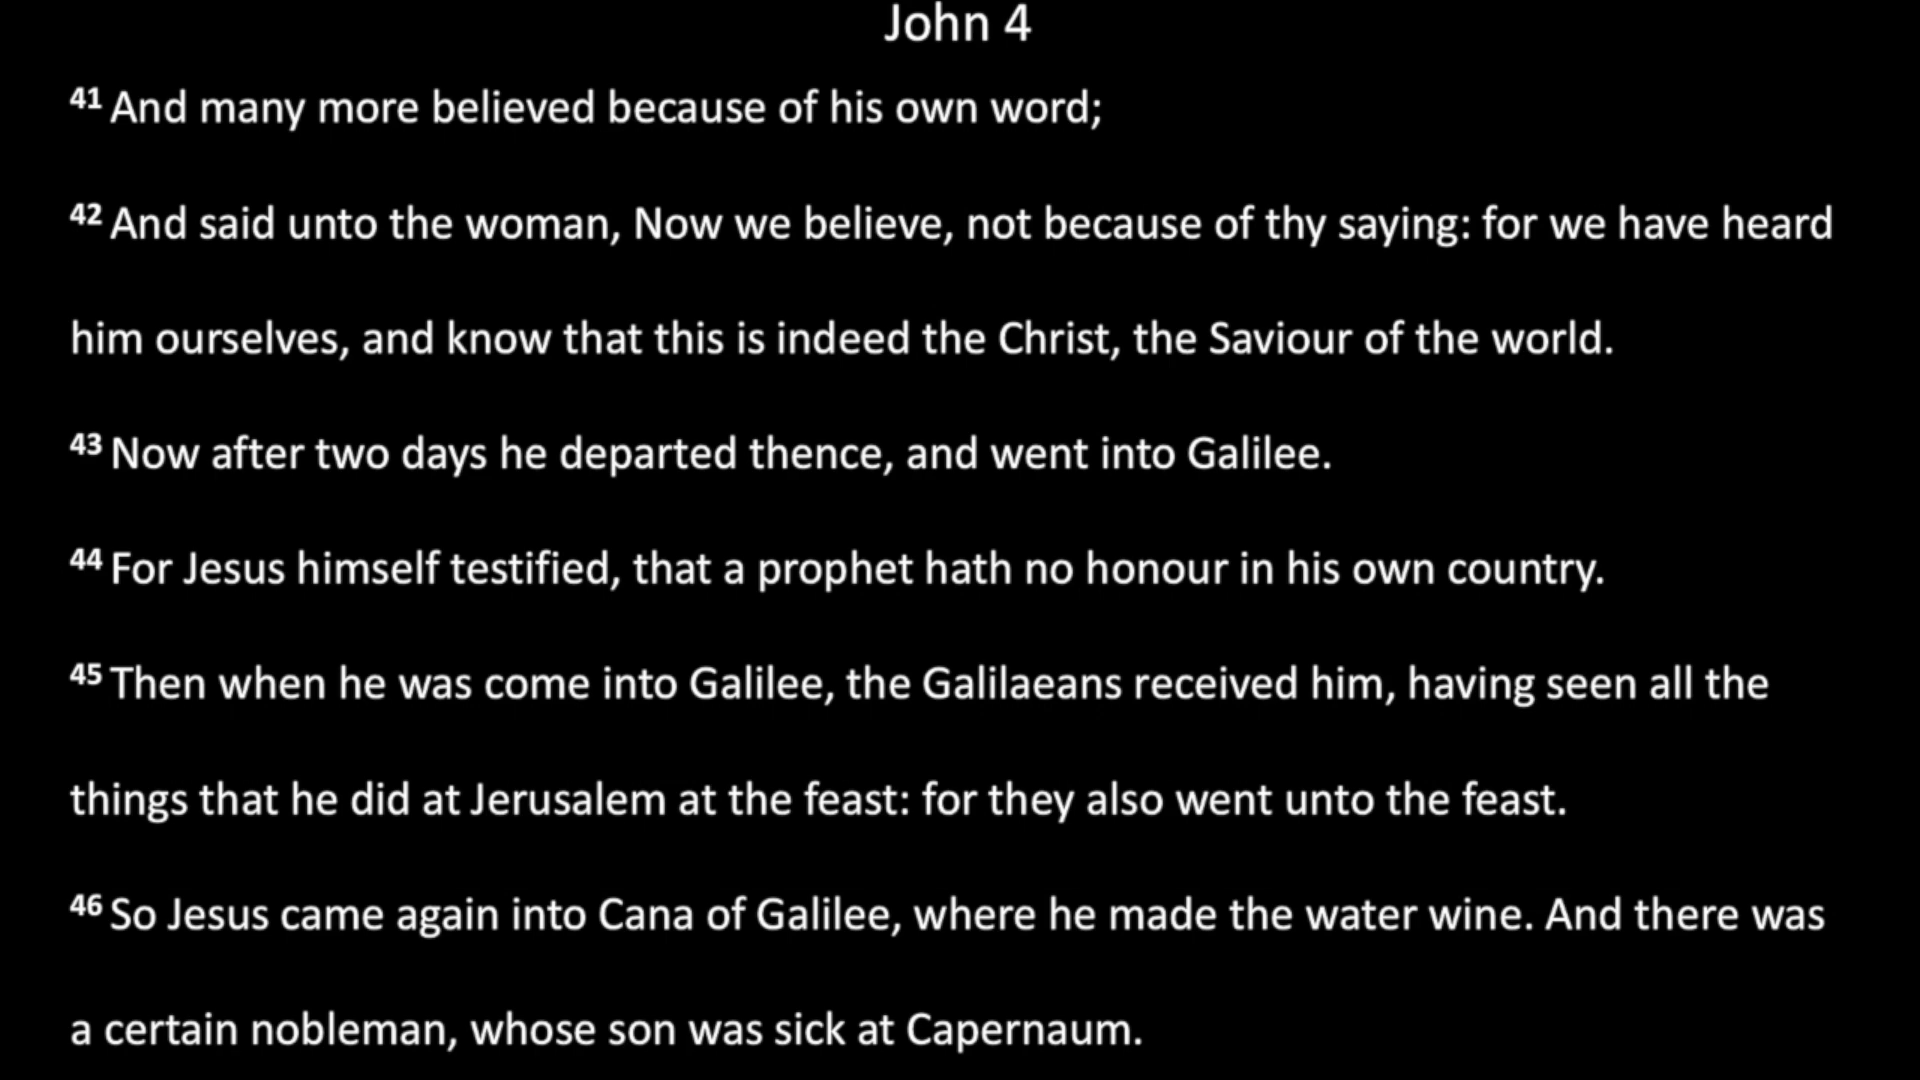 John 4
41 And many more believed because of his own word;
42 And said unto the woman, Now we believe, not because of thy saying: for we have heard
him ourselves, and know that this is indeed the Christ, the Saviour of the world.
43 Now after two days he departed thence, and went into Galilee.
44 For Jesus himself testified, that a prophet hath no honour in his own country.
45 Then when he was come into Galilee, the Galilaeans received him, having seen all the
things that he did at Jerusalem at the feast: for they also went unto the feast.
46 So Jesus came again into Cana of Galilee, where he made the water wine. And there was
a certain nobleman, whose son was sick at Capernaum.